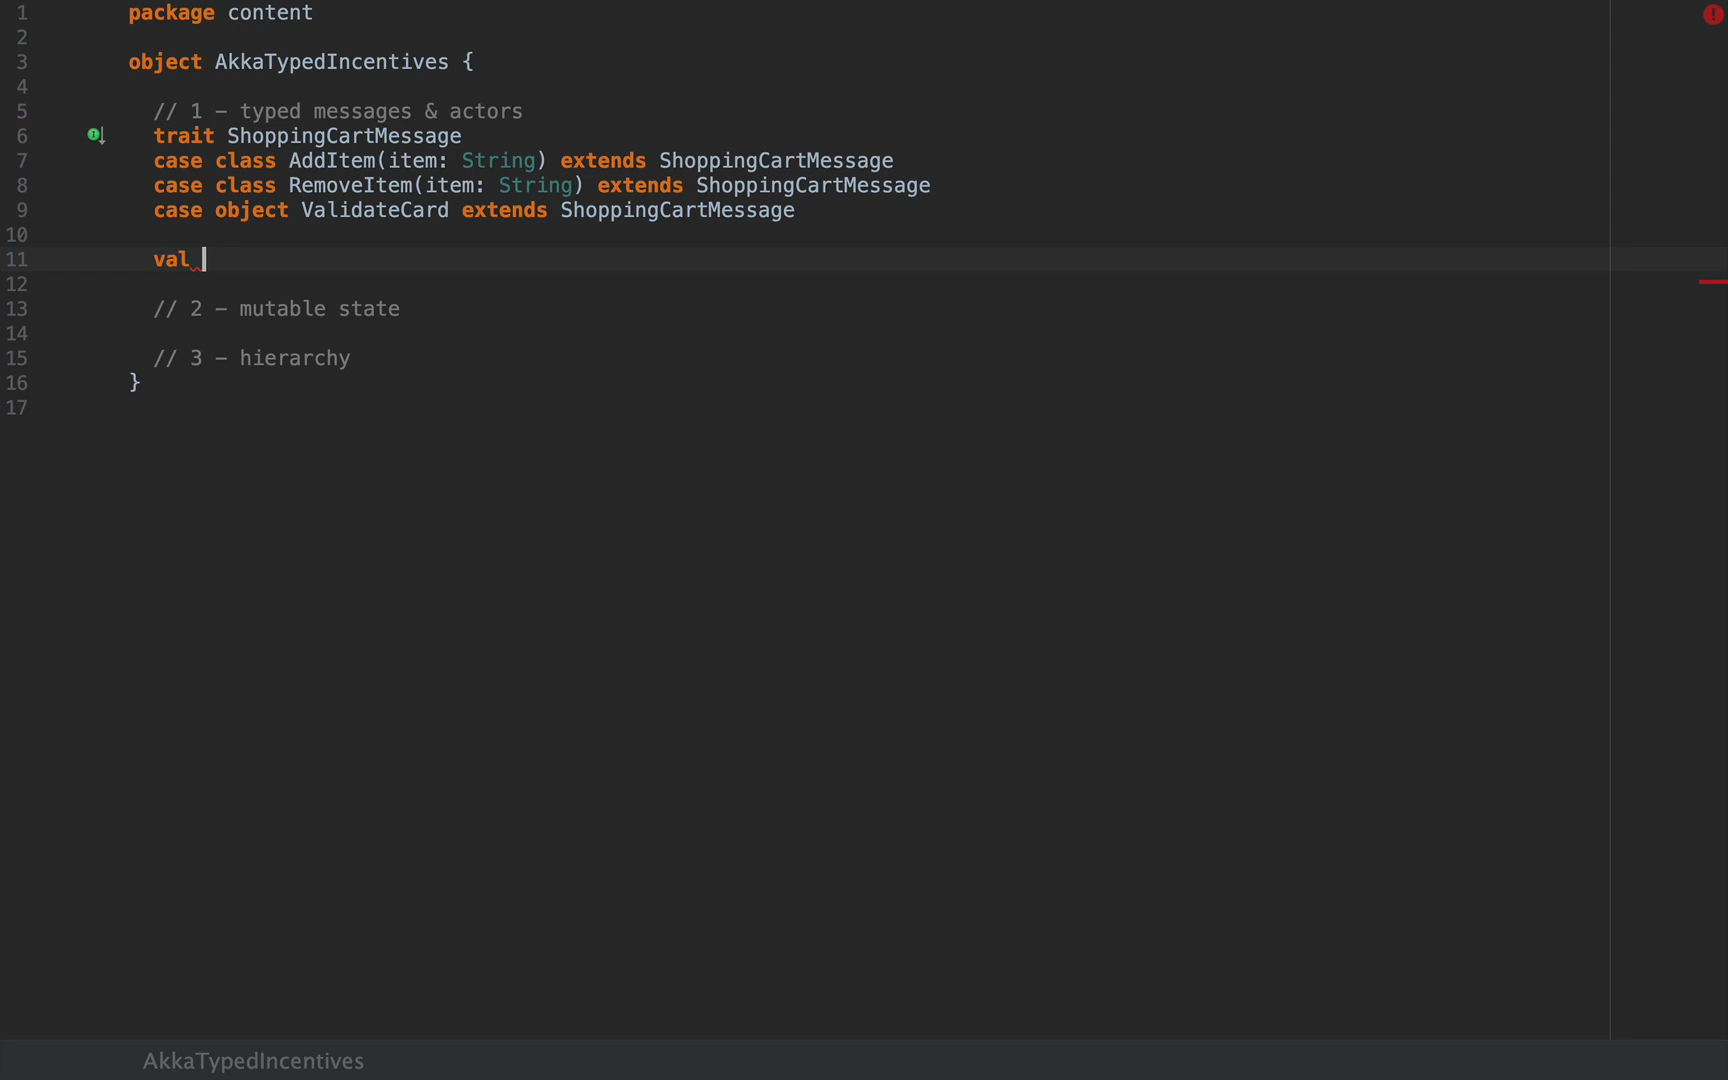 1 package content
2
3 object AkkaTypedIncentives {
4
5 // 1 – typed messages & actors
6 trait ShoppingCartMessage
7 case class AddItem(item: String) extends ShoppingCartMessage
8 case class RemoveItem(item: String) extends ShoppingCartMessage
9 case object ValidateCard extends ShoppingCartMessage
10
11 val
12
13 // 2 – mutable state
14
15 // 3 – hierarchy
16 }
17
AkkaTypedIncentives